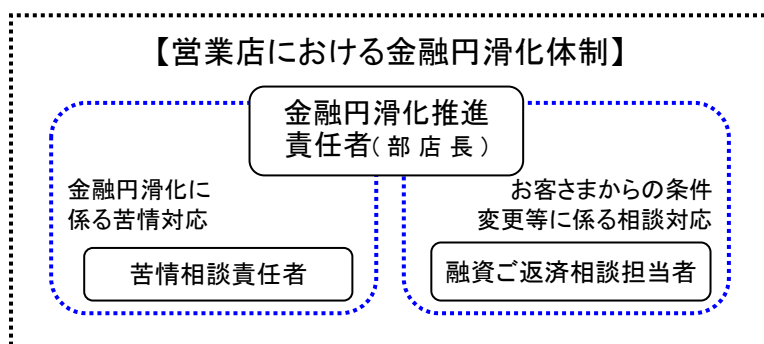 【営業店における金融円滑化体制】
金融円滑化推進
責任者(部店長)
金融円滑化に
係る苦情対応
苦情相談責任者
お客さまからの条件
変更等に係る相談対応
融資ご返済相談担当者